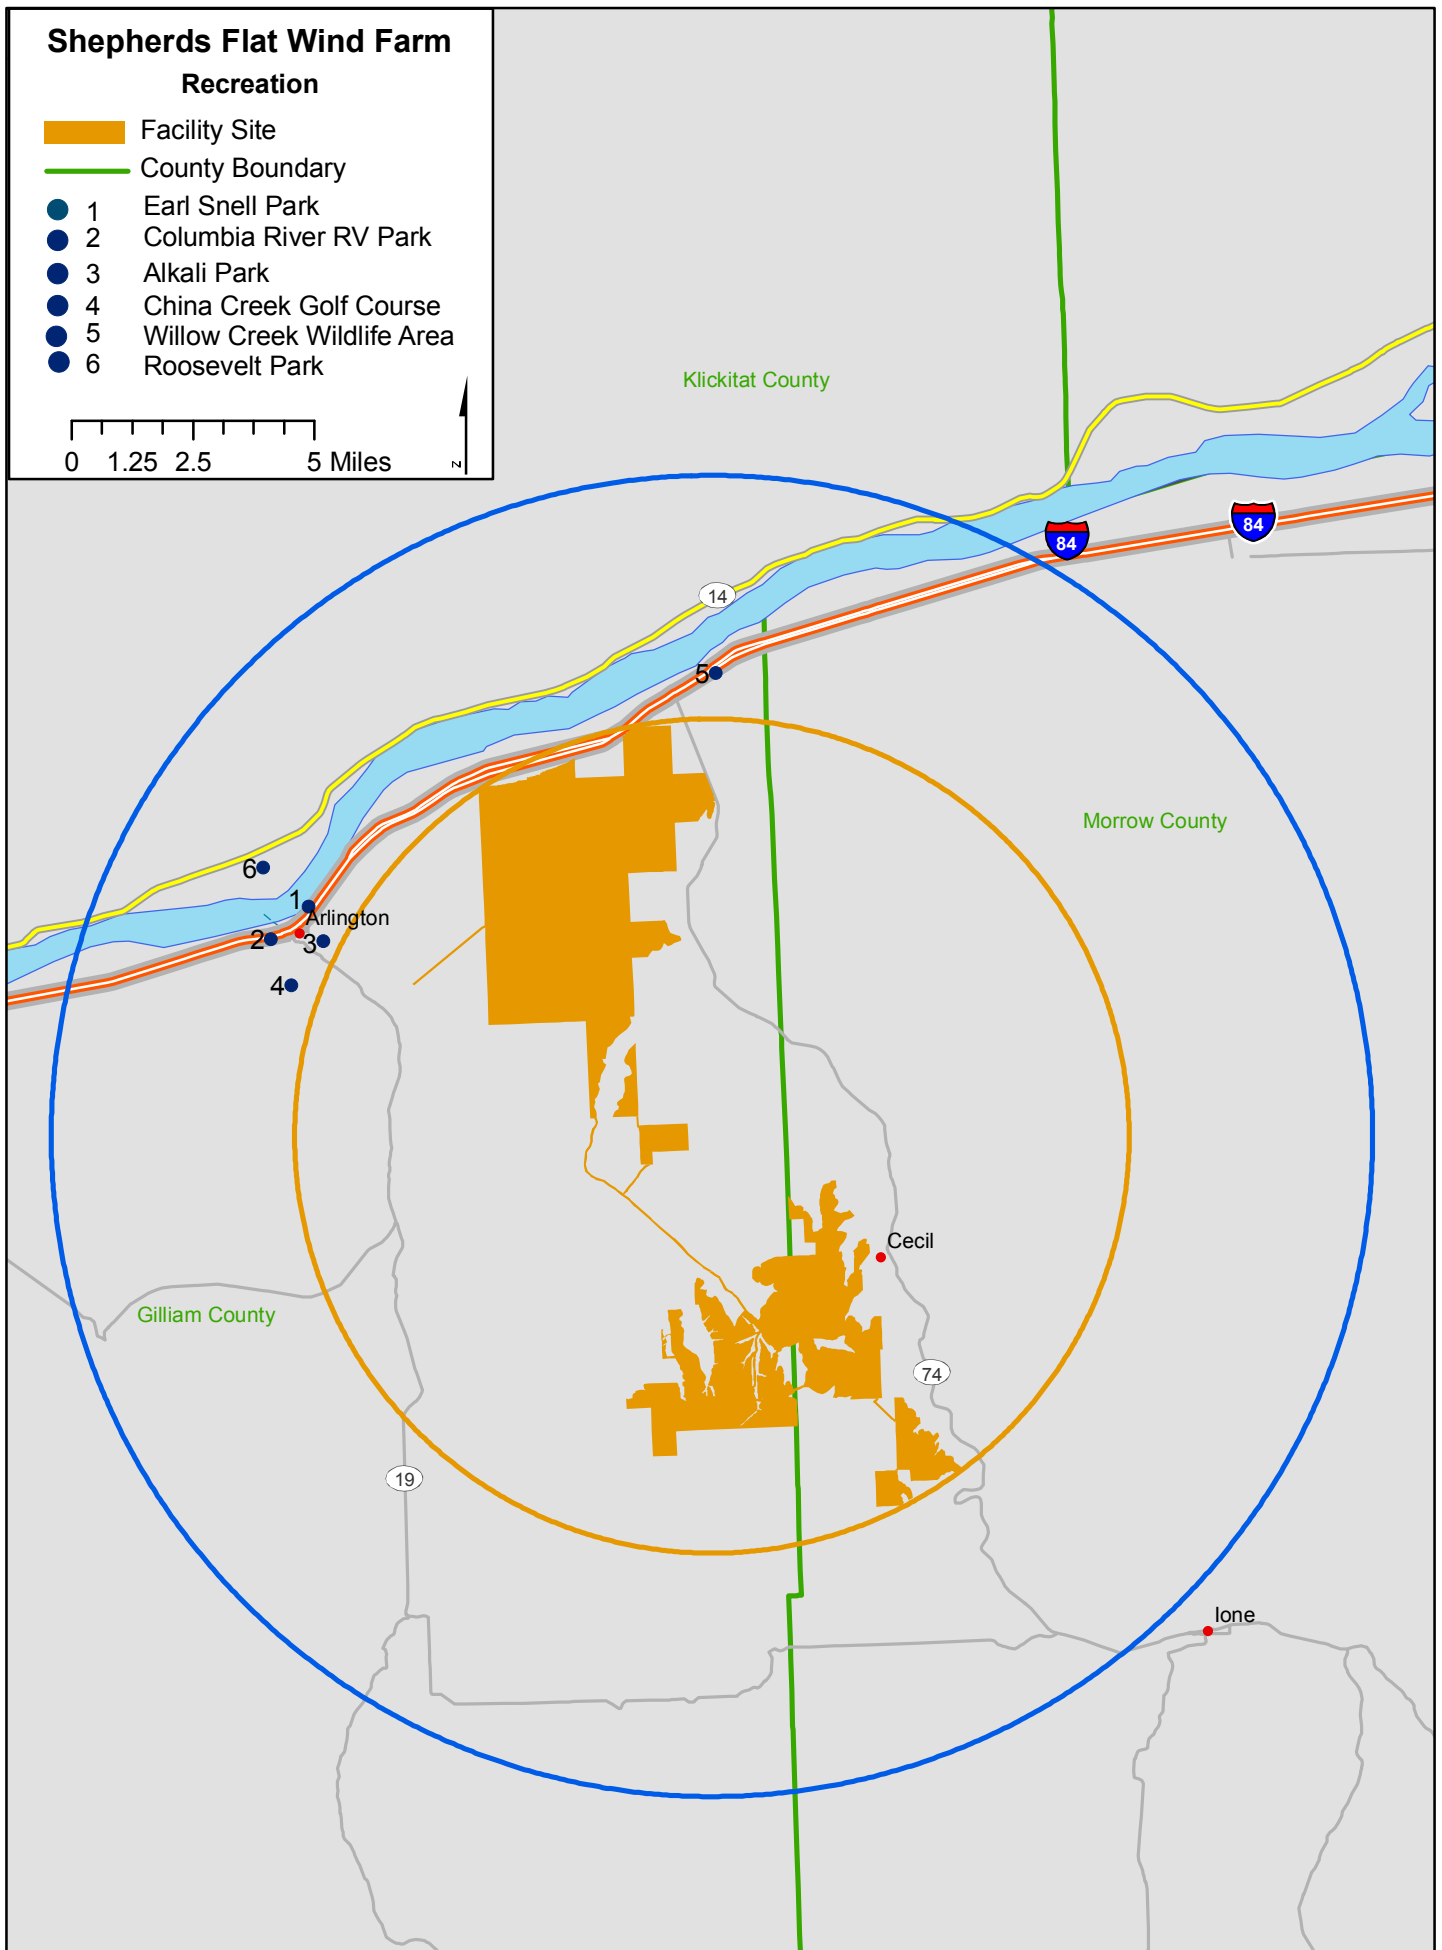 Shepherds Flat Wind Farm
Recreation
Facility Site
County Boundary
1 Earl Snell Park
2 Columbia River RV Park
3 Alkali Park
4 China Creek Golf Course
5 Willow Creek Wildlife Area
6 Roosevelt Park
0 1.25 2.5 5 Miles
N
Klickitat County
84
84
14
5
Morrow County
6
1
Arlington
2
3
4
Cecil
Gilliam County
74
19
Ione